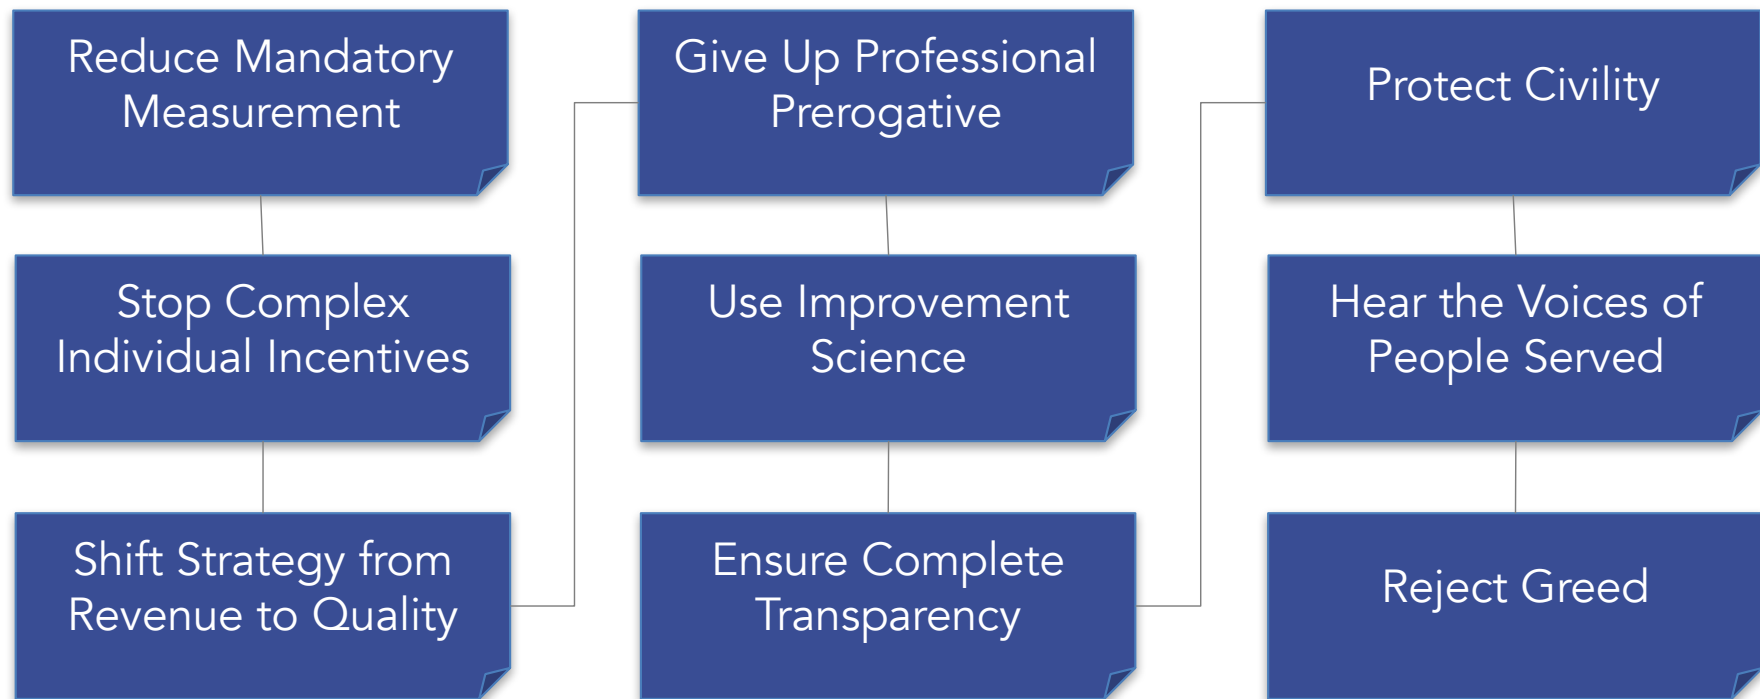 Reduce Mandatory
Measurement
Stop Complex
Individual Incentives
Shift Strategy from
Revenue to Quality
Give Up Professional
Prerogative
Use Improvement
Science
Ensure Complete
Transparency
Protect Civility
Hear the Voices of
People Served
Reject Greed